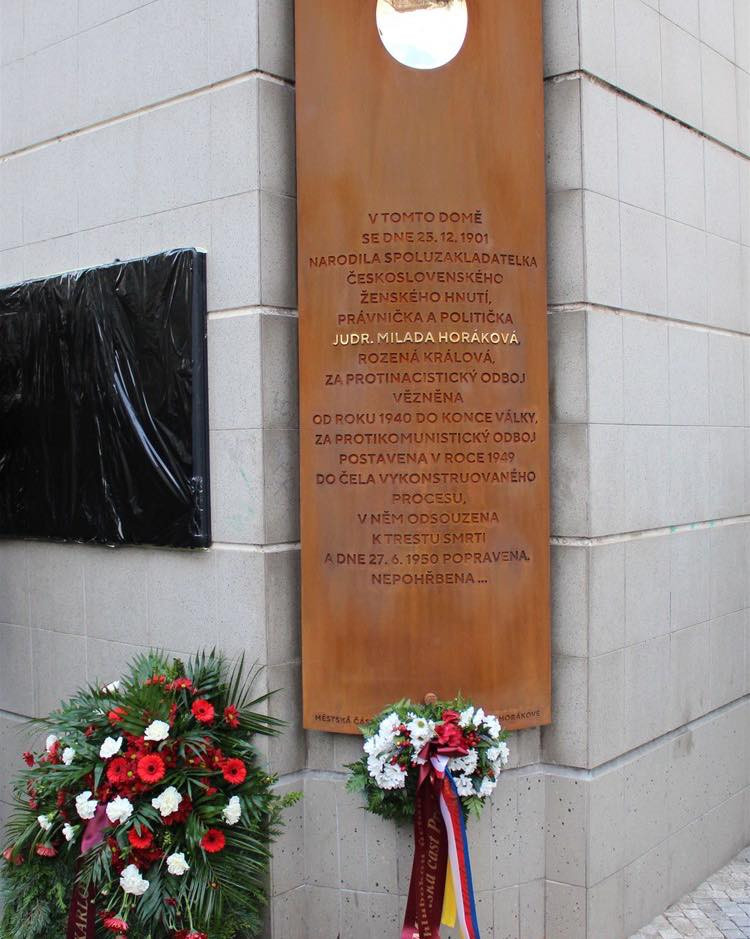 V TOMTO DOMĚ
SE DNE 25. 12. 1901
NARODILA SPOLUZAKLADATELKA
ČESKOSLOVENSKÉHO
ŽENSKÉHO HNUTÍ,
PRÁVNIČKA A POLITIČKA
JUDR. MILADA HORÁKOVÁ,
ROZENÁ KRÁLOVÁ,
ZA PROTINACISTICKÝ ODBOJ
VĚZNĚNA
OD ROKU 1940 DO KONCE VÁLKY,
ZA PROTIKOMUNISTICKÝ ODBOJ
POSTAVENA V ROCE 1949
DO ČELA VYKONSTRUOVANÉHO
PROCESU,
V NĚM ODSOUZENA
K TRESTU SMRTI
A DNE 27. 6. 1950 POPRAVENA.
NEPOHŘBENA ...
MĚSTSKÁ HORÁKOVÉ